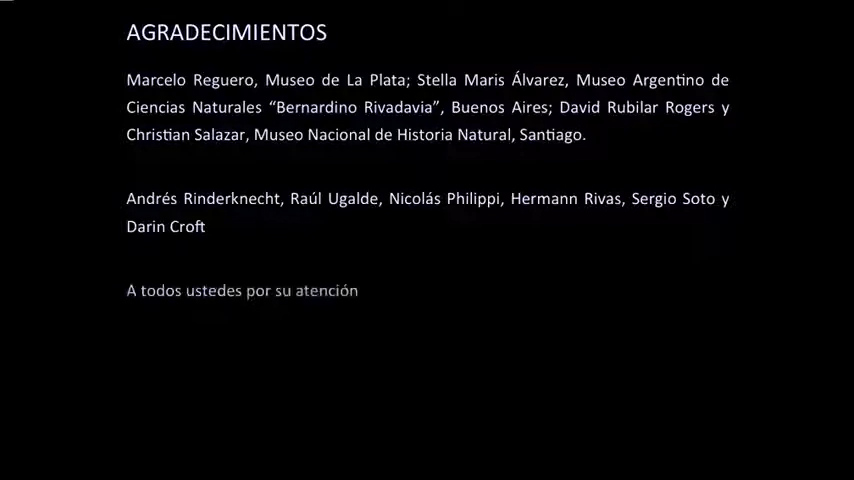 AGRADECIMIENTOS
Marcelo Reguero, Museo de La Plata; Stella Maris Álvarez, Museo Argentino de
Ciencias Naturales “Bernardino Rivadavia”, Buenos Aires; David Rubilar Rogers y
Christian Salazar, Museo Nacional de Historia Natural, Santiago.
Andrés Rinderknecht, Raúl Ugalde, Nicolás Philippi, Hermann Rivas, Sergio Soto y
Darin Croft
A todos ustedes por su atención